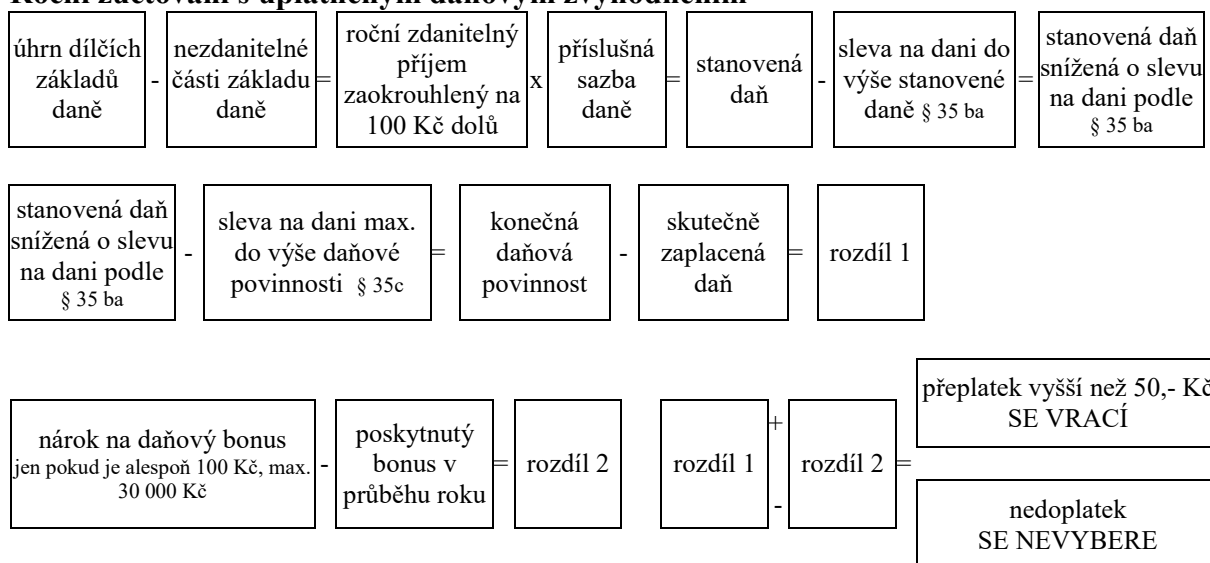 Roční zúčtování s uplatněným daňovým zvýhodněním
úhrn dílčích
základů
daně
-
nezdanitelné
části základu
daně
=
roční zdanitelný
příjem
zaokrouhlený na
100 Kč dolů
x
příslušná
sazba
daně
=
stanovená
daň
-
sleva na dani do
výše stanovené
daně § 35 ba
=
stanovená daň
snížená o slevu
na dani podle
§ 35 ba
stanovená daň
snížená o slevu
na dani podle
§ 35 ba
-
sleva na dani max.
do výše daňové
povinnosti § 35c
=
konečná
daňová
povinnost
-
skutečně
zaplacená
daň
=
rozdíl 1
nárok na daňový bonus
jen pokud je alespoň 100 Kč, max.
30 000 Kč
-
poskytnutý
bonus v
průběhu roku
=
rozdíl 2
rozdíl 1
+
-
rozdíl 2
=
přeplatek vyšší než 50,- Kč
SE VRACÍ
nedoplatek
SE NEVYBERE